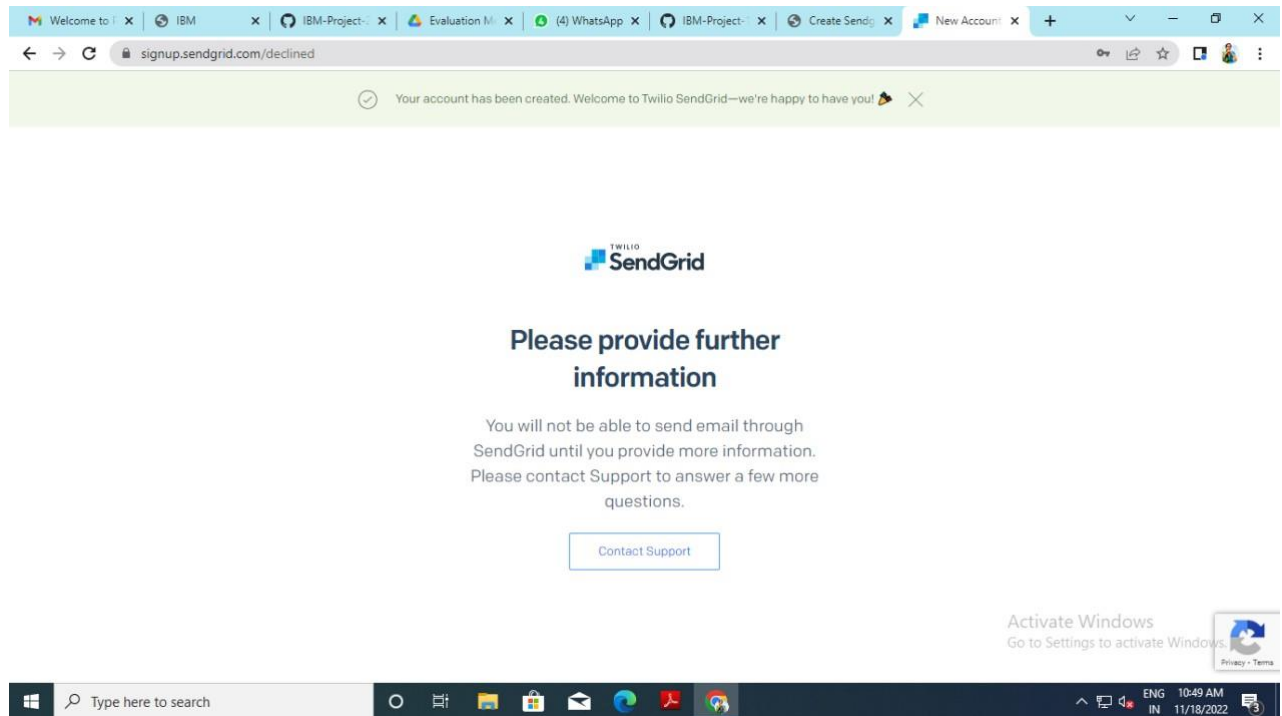 Welcome to I
IBM
IBM-Project-
Evaluation M
(4) WhatsApp
IBM-Project-
Create Sendg
New Account
signup.sendgrid.com/declined
Your account has been created. Welcome to Twilio SendGrid—we're happy to have you! 🎉
TWILIO
SendGrid
Please provide further
information
You will not be able to send email through
SendGrid until you provide more information.
Please contact Support to answer a few more
questions.
Contact Support
Activate Windows
Go to Settings to activate Windows.
Privacy - Terms
Type here to search
ENG
IN
10:49 AM
11/18/2022
3